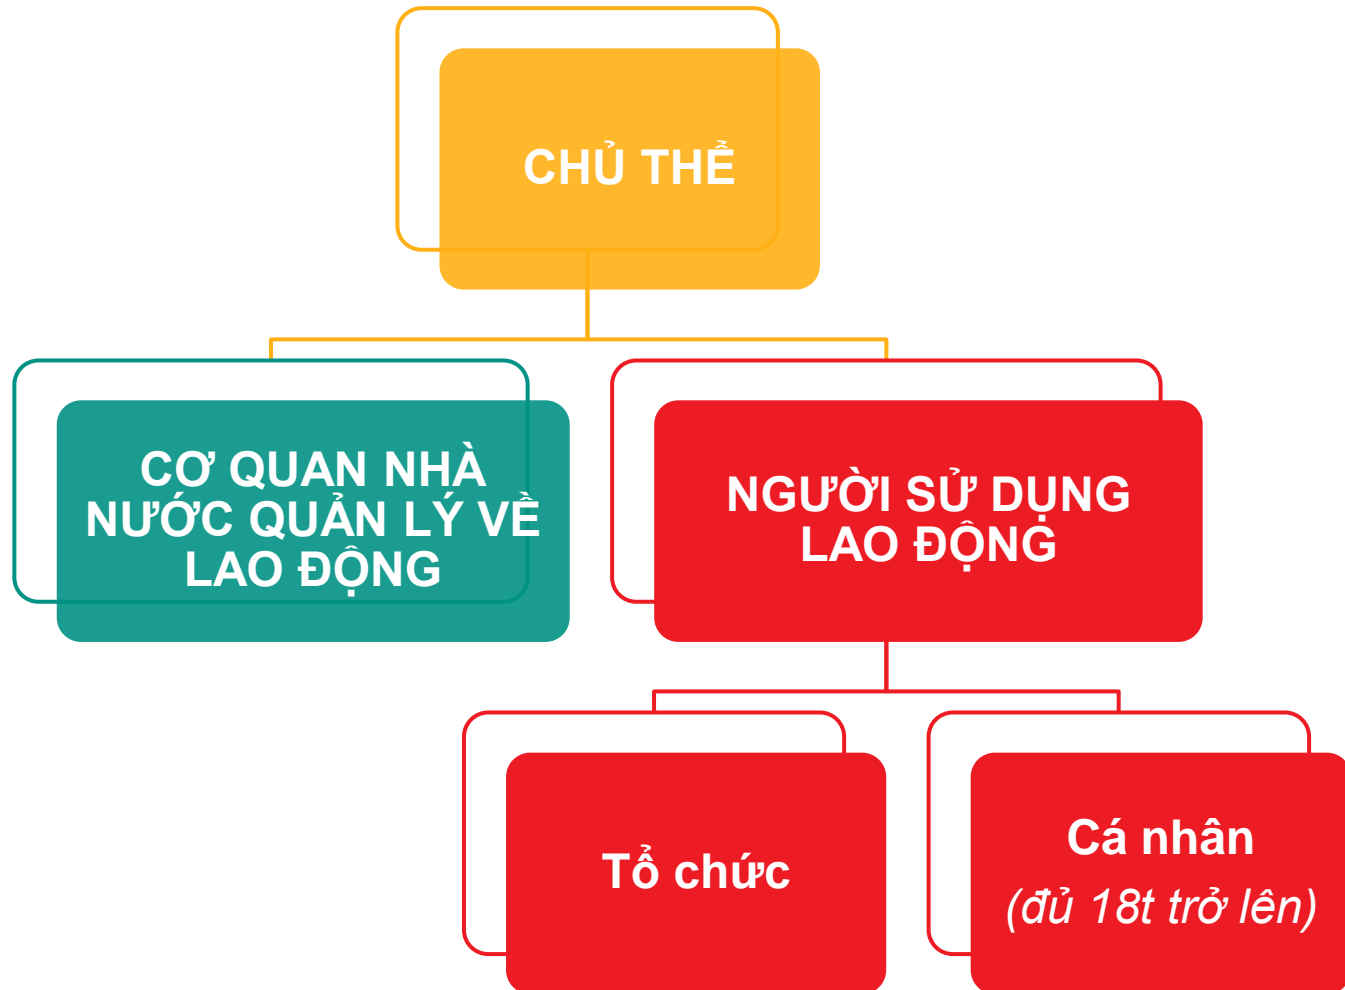 CHỦ THỂ
CƠ QUAN NHÀ
NƯỚC QUẢN LÝ VỀ
LAO ĐỘNG
NGƯỜI SỬ DỤNG
LAO ĐỘNG
Tổ chức
Cá nhân
(đủ 18t trở lên)